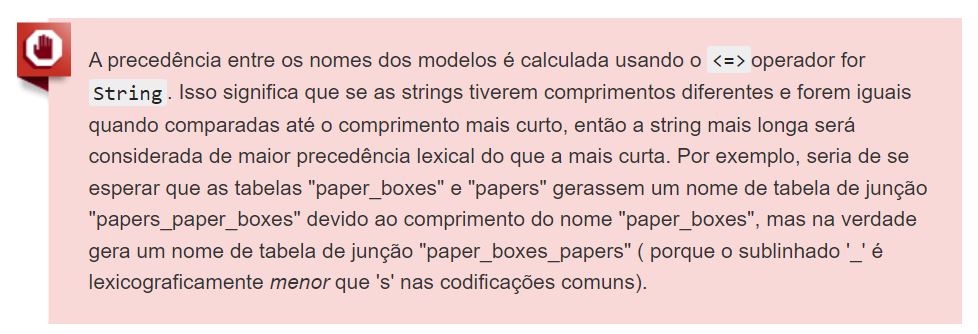 A precedência entre os nomes dos modelos é calculada usando o <=> operador for
String. Isso significa que se as strings tiverem comprimentos diferentes e forem iguais
quando comparadas até o comprimento mais curto, então a string mais longa será
considerada de maior precedência lexical do que a mais curta. Por exemplo, seria de se
esperar que as tabelas "paper_boxes" e "papers" gerassem um nome de tabela de junção
"papers_paper_boxes" devido ao comprimento do nome "paper_boxes", mas na verdade
gera um nome de tabela de junção "paper_boxes_papers" ( porque o sublinhado '_' é
lexicograficamente menor que 's' nas codificações comuns).